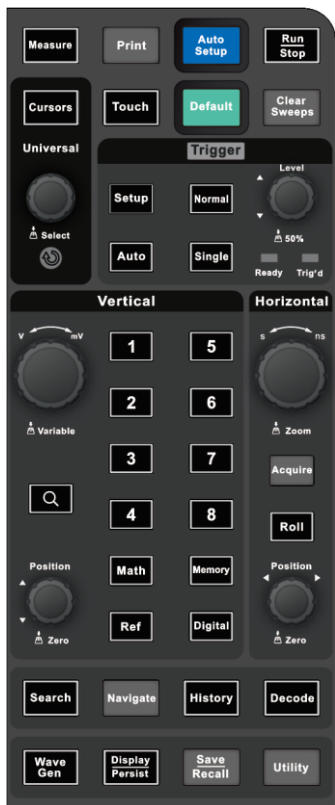 Measure
Print
Auto
Setup
Run
Stop
Cursors
Touch
Default
Clear
Sweeps
Universal
Select
Trigger
Level
Setup
Normal
50%
Auto
Single
Ready
Trig'd
Vertical
V
mV
Variable
1
5
2
6
3
7
4
8
Position
Zero
Math
Memory
Ref
Digital
Horizontal
s
ns
Zoom
Acquire
Roll
Position
Zero
Search
Navigate
History
Decode
Wave
Gen
Display
Persist
Save
Recall
Utility